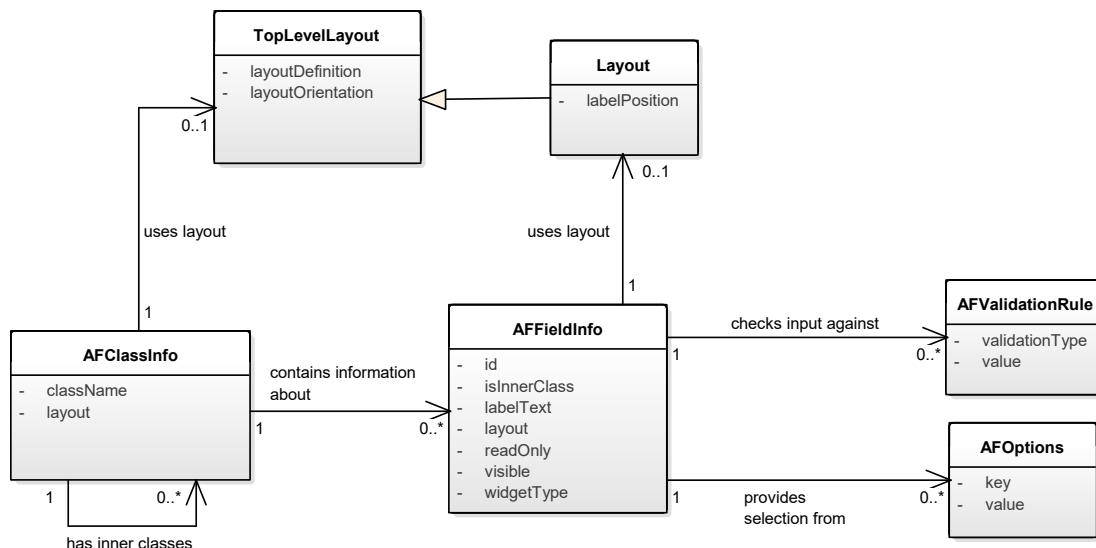 TopLevelLayout
- layoutDefinition
- layoutOrientation
Layout
- labelPosition
0..1
0..1
uses layout
uses layout
1
1
AFClassInfo
- className
- layout
contains information
about
1
0..*
1
0..*
has inner classes
AFFieldInfo
- id
- isInnerClass
- labelText
- layout
- readOnly
- visible
- widgetType
checks input against
1
0..*
AFValidationRule
- validationType
- value
1
provides
selection from
0..*
AFOptions
- key
- value